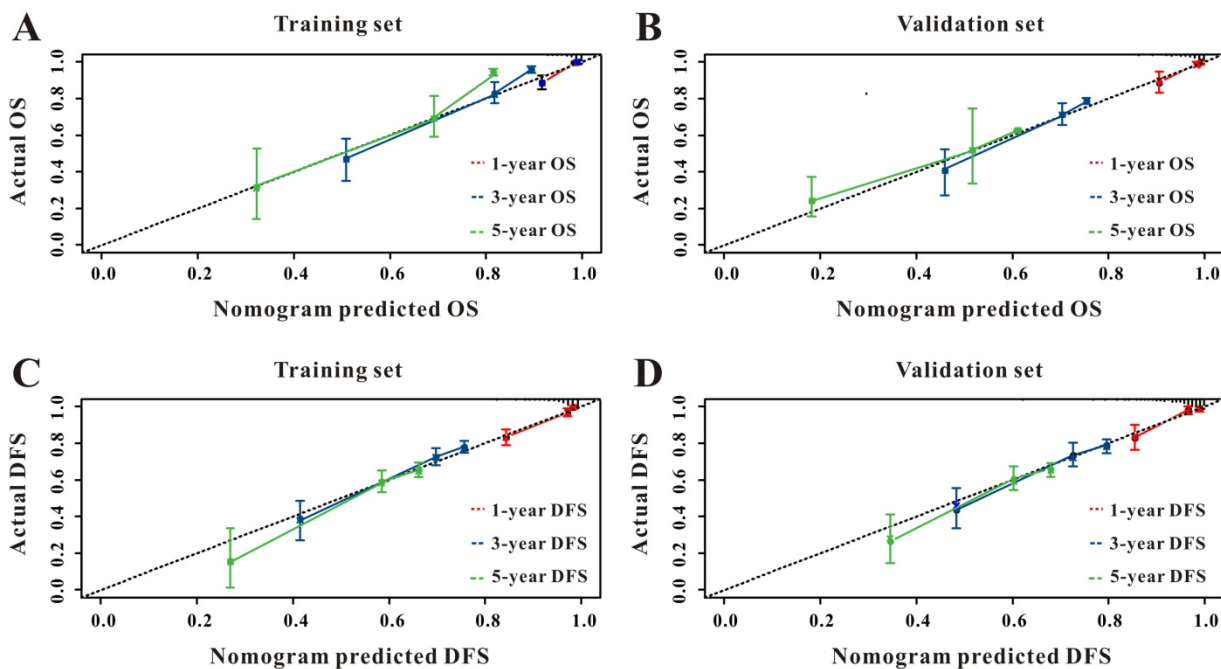 A
Training set
Actual OS
1.0
0.8
0.6
0.4
0.2
0.0
1-year OS
3-year OS
5-year OS
0.0 0.2 0.4 0.6 0.8 1.0
Nomogram predicted OS
B
Validation set
Actual OS
1.0
0.8
0.6
0.4
0.2
0.0
1-year OS
3-year OS
5-year OS
0.0 0.2 0.4 0.6 0.8 1.0
Nomogram predicted OS
C
Training set
Actual DFS
1.0
0.8
0.6
0.4
0.2
0.0
1-year DFS
3-year DFS
5-year DFS
0.0 0.2 0.4 0.6 0.8 1.0
Nomogram predicted DFS
D
Validation set
Actual DFS
1.0
0.8
0.6
0.4
0.2
0.0
1-year DFS
3-year DFS
5-year DFS
0.0 0.2 0.4 0.6 0.8 1.0
Nomogram predicted DFS